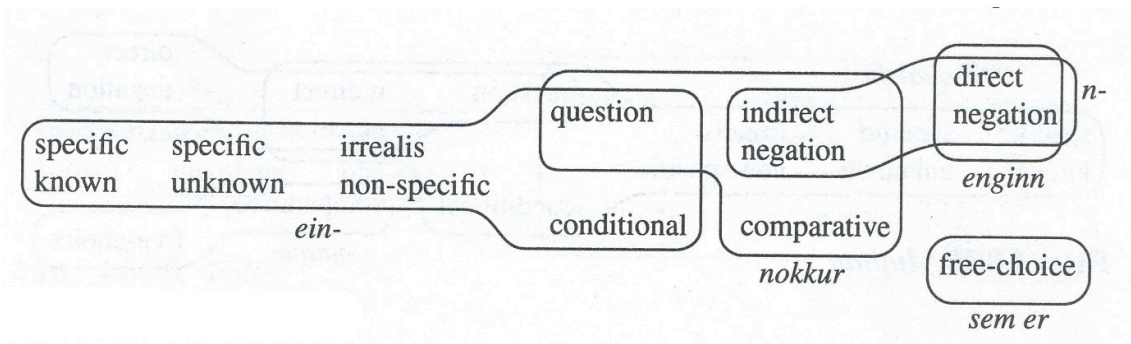 direct
negation
n-
question
indirect
negation
specific specific irrealis
known unknown non-specific
enginn
ein-
conditional
comparative
nokkur
free-choice
sem er